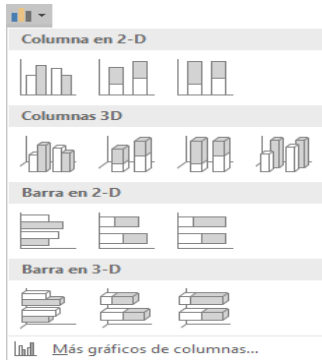 Columna en 2-D
Columnas 3D
Barra en 2-D
Barra en 3-D
Más gráficos de columnas...